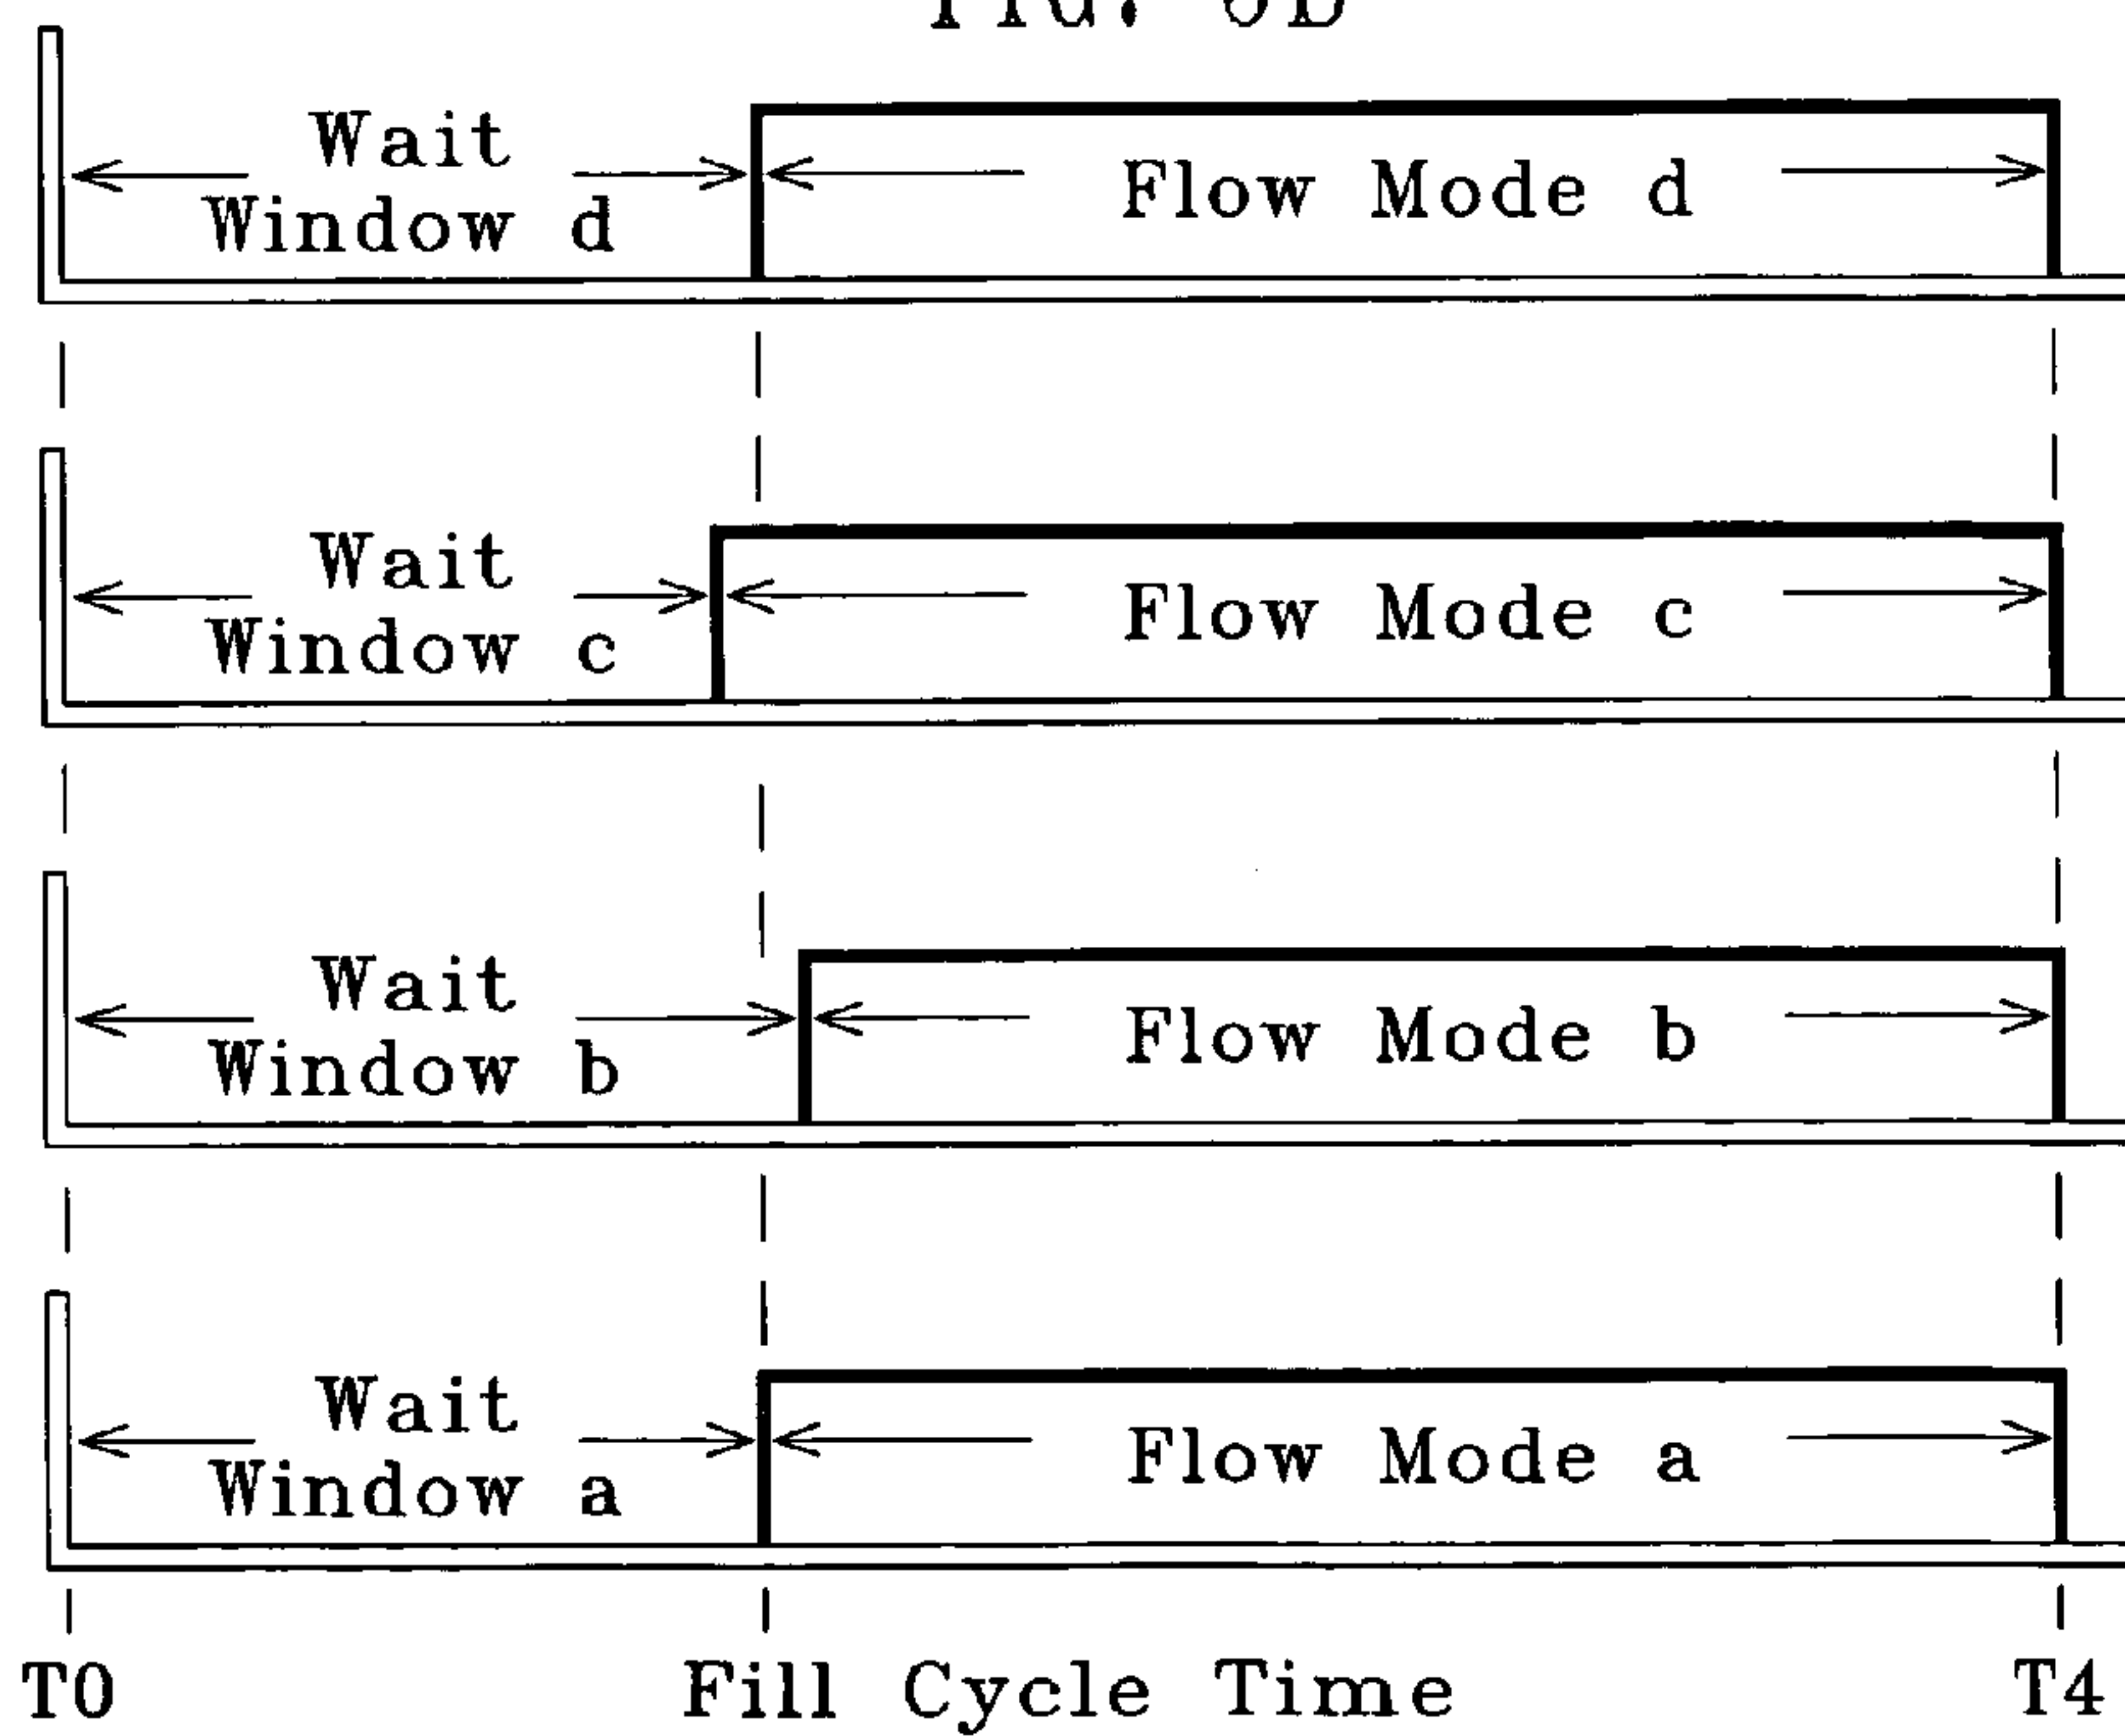 Wait
Window d
Flow Mode d
Wait
Window c
Flow Mode c
Wait
Window b
Flow Mode b
Wait
Window a
Flow Mode a
T0 Fill Cycle Time T4